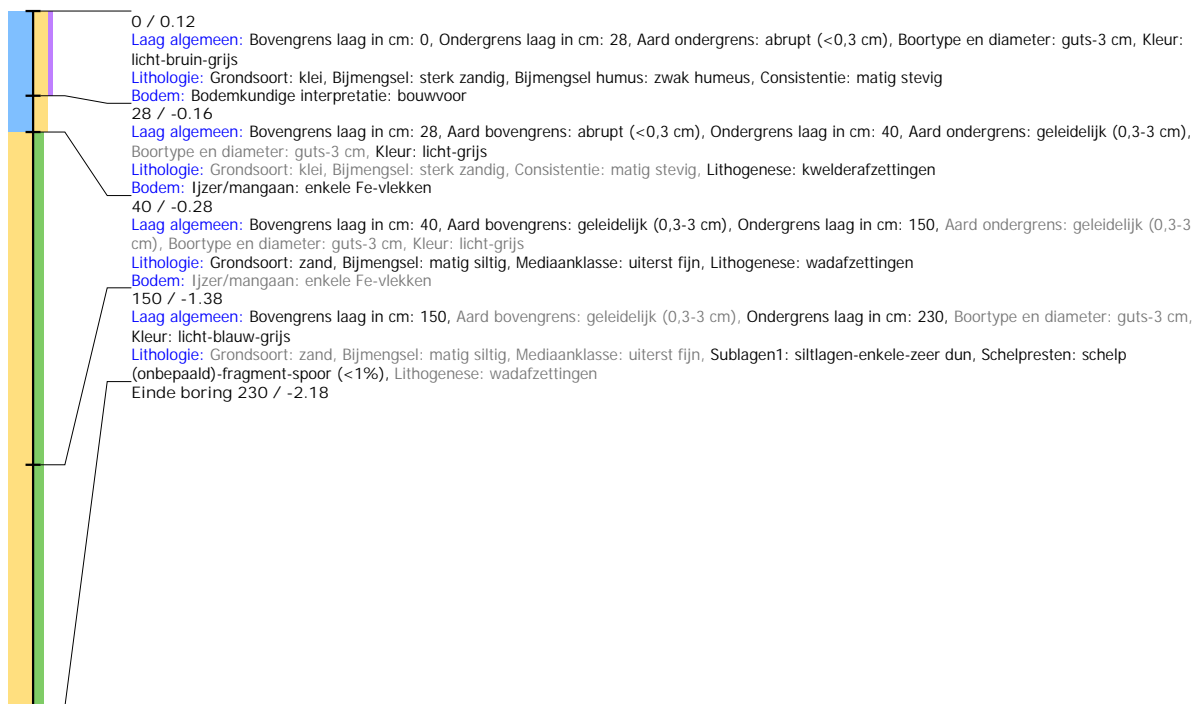 0 / 0.12
Laag algemeen: Bovengrens laag in cm: 0, Ondergrens laag in cm: 28, Aard ondergrens: abrupt (<0,3 cm), Boortype en diameter: guts-3 cm, Kleur:
licht-bruin-grijs
Lithologie: Grondsoort: klei, Bijmengsel: sterk zandig, Bijmengsel humus: zwak humeus, Consistentie: matig stevig
Bodem: Bodemkundige interpretatie: bouwvoor
28 / -0.16
Laag algemeen: Bovengrens laag in cm: 28, Aard bovengrens: abrupt (<0,3 cm), Ondergrens laag in cm: 40, Aard ondergrens: geleidelijk (0,3-3 cm),
Boortype en diameter: guts-3 cm, Kleur: licht-grijs
Lithologie: Grondsoort: klei, Bijmengsel: sterk zandig, Consistentie: matig stevig, Lithogenese: kwelderafzettingen
Bodem: Ijzer/mangaan: enkele Fe-vlekken
40 / -0.28
Laag algemeen: Bovengrens laag in cm: 40, Aard bovengrens: geleidelijk (0,3-3 cm), Ondergrens laag in cm: 150, Aard ondergrens: geleidelijk (0,3-3
cm), Boortype en diameter: guts-3 cm, Kleur: licht-grijs
Lithologie: Grondsoort: zand, Bijmengsel: matig siltig, Mediaanklasse: uiterst fijn, Lithogenese: wadafzettingen
Bodem: Ijzer/mangaan: enkele Fe-vlekken
150 / -1.38
Laag algemeen: Bovengrens laag in cm: 150, Aard bovengrens: geleidelijk (0,3-3 cm), Ondergrens laag in cm: 230, Boortype en diameter: guts-3 cm,
Kleur: licht-blauw-grijs
Lithologie: Grondsoort: zand, Bijmengsel: matig siltig, Mediaanklasse: uiterst fijn, Sublagen1: siltlagen-enkele-zeer dun, Schelpresten: schelp
(onbepaald)-fragment-spoor (<1%), Lithogenese: wadafzettingen
Einde boring 230 / -2.18